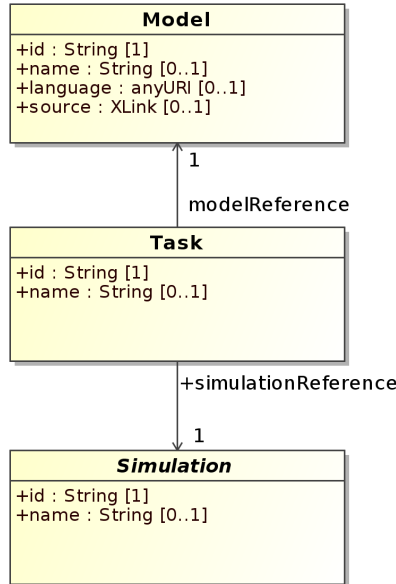 Model
+id : String [1]
+name : String [0..1]
+language : anyURI [0..1]
+source : XLink [0..1]
1
modelReference
Task
+id : String [1]
+name : String [0..1]
+simulationReference
1
Simulation
+id : String [1]
+name : String [0..1]